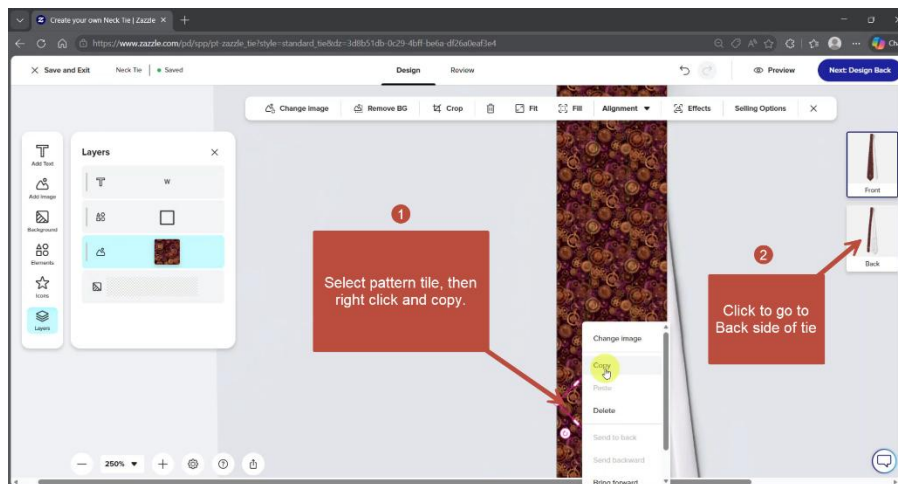 Create your own Neck Tie | Zazzle
https://www.zazzle.com/pd/spp/pt-zazzle_tie?style=standard_tie&dz=3d8b51db-0c29-4bff-be6a-df26a0eaf3e4
Save and Exit
Neck Tie
Saved
Design
Review
Preview
Next: Design Back
Change Image
Remove BG
Crop
Fit
Fill
Alignment
Effects
Selling Options
Add Text
Add Image
Background
Elements
Icons
Layers
Layers
W
1
Select pattern tile, then
right click and copy.
Change image
Copy
Paste
Delete
Send to back
Send backward
Bring forward
2
Click to go to
Back side of tie
Front
Back
250%